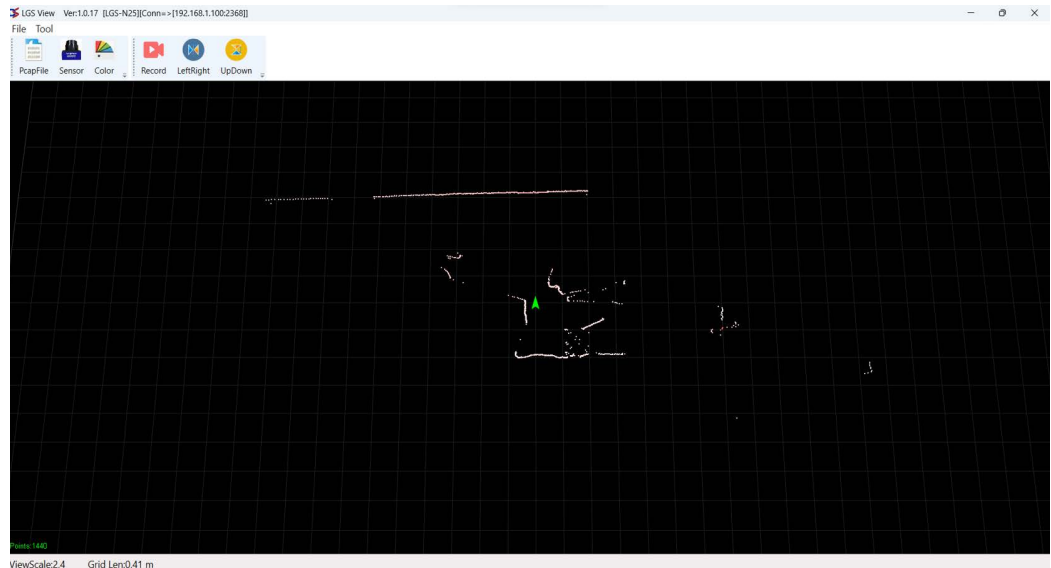 LGS View Ver:1.0.17 [LGS-N25][Conn=>[192.168.1.100:2368]]
File Tool
PcapFile Sensor Color Record LeftRight UpDown
Points:1440
ViewScale:2.4 Grid Len:0.41 m